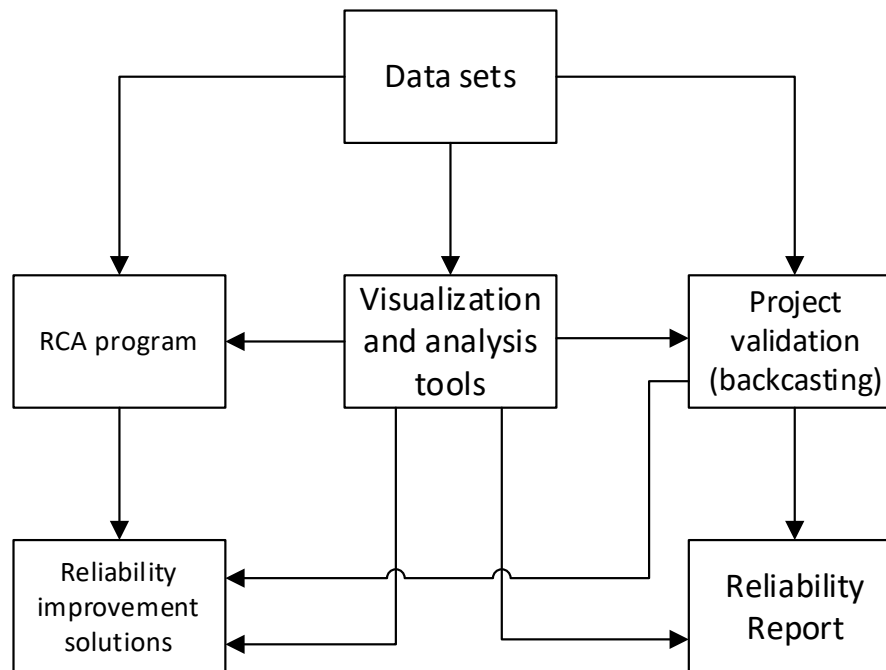 Data sets
RCA program
Visualization
and analysis
tools
Project
validation
(backcasting)
Reliability
improvement
solutions
Reliability
Report